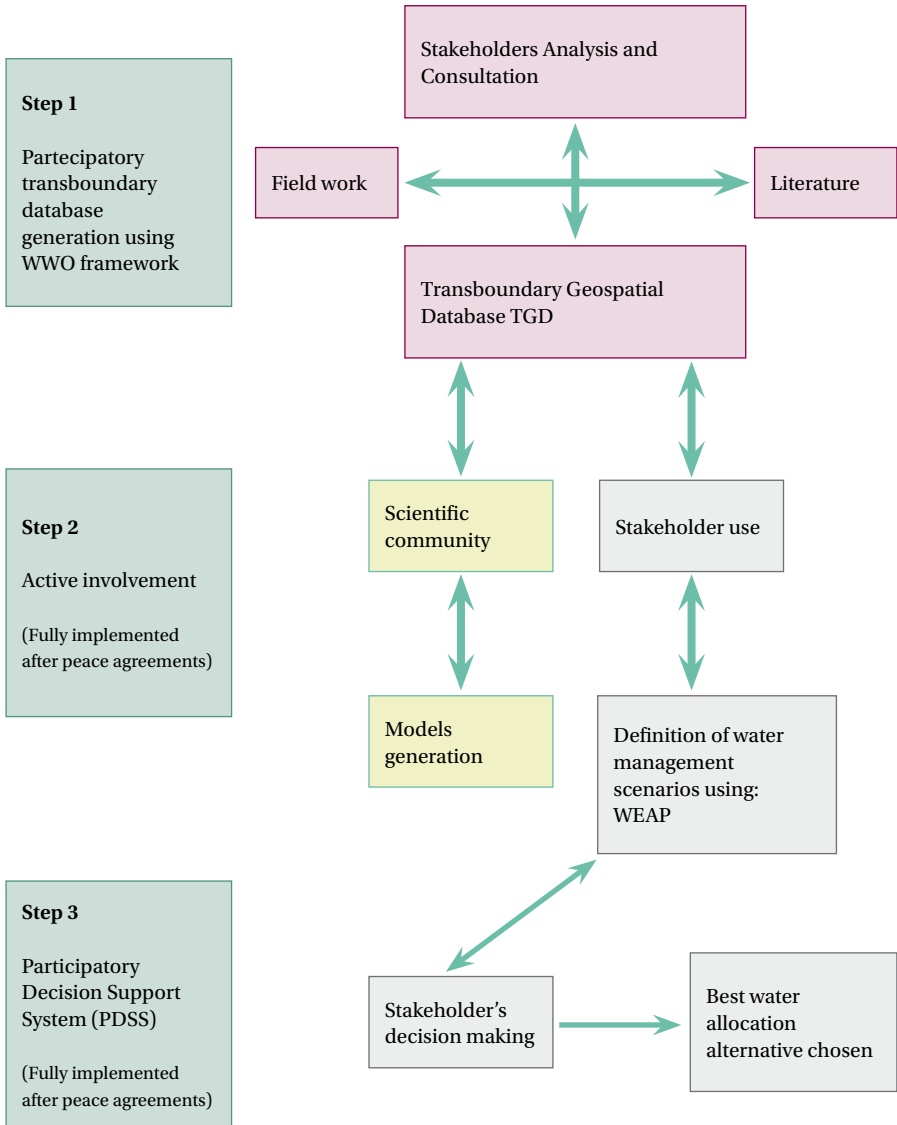 Stakeholders Analysis and
Consultation
Step 1
Partecipatory
transboundary
database
generation using
WWO framework
Field work
Literature
Transboundary Geospatial
Database TGD
Step 2
Active involvement
(Fully implemented
after peace agreements)
Scientific
community
Stakeholder use
Models
generation
Definition of water
management
scenarios using:
WEAP
Step 3
Participatory
Decision Support
System (PDSS)
(Fully implemented
after peace agreements)
Stakeholder’s
decision making
Best water
allocation
alternative chosen